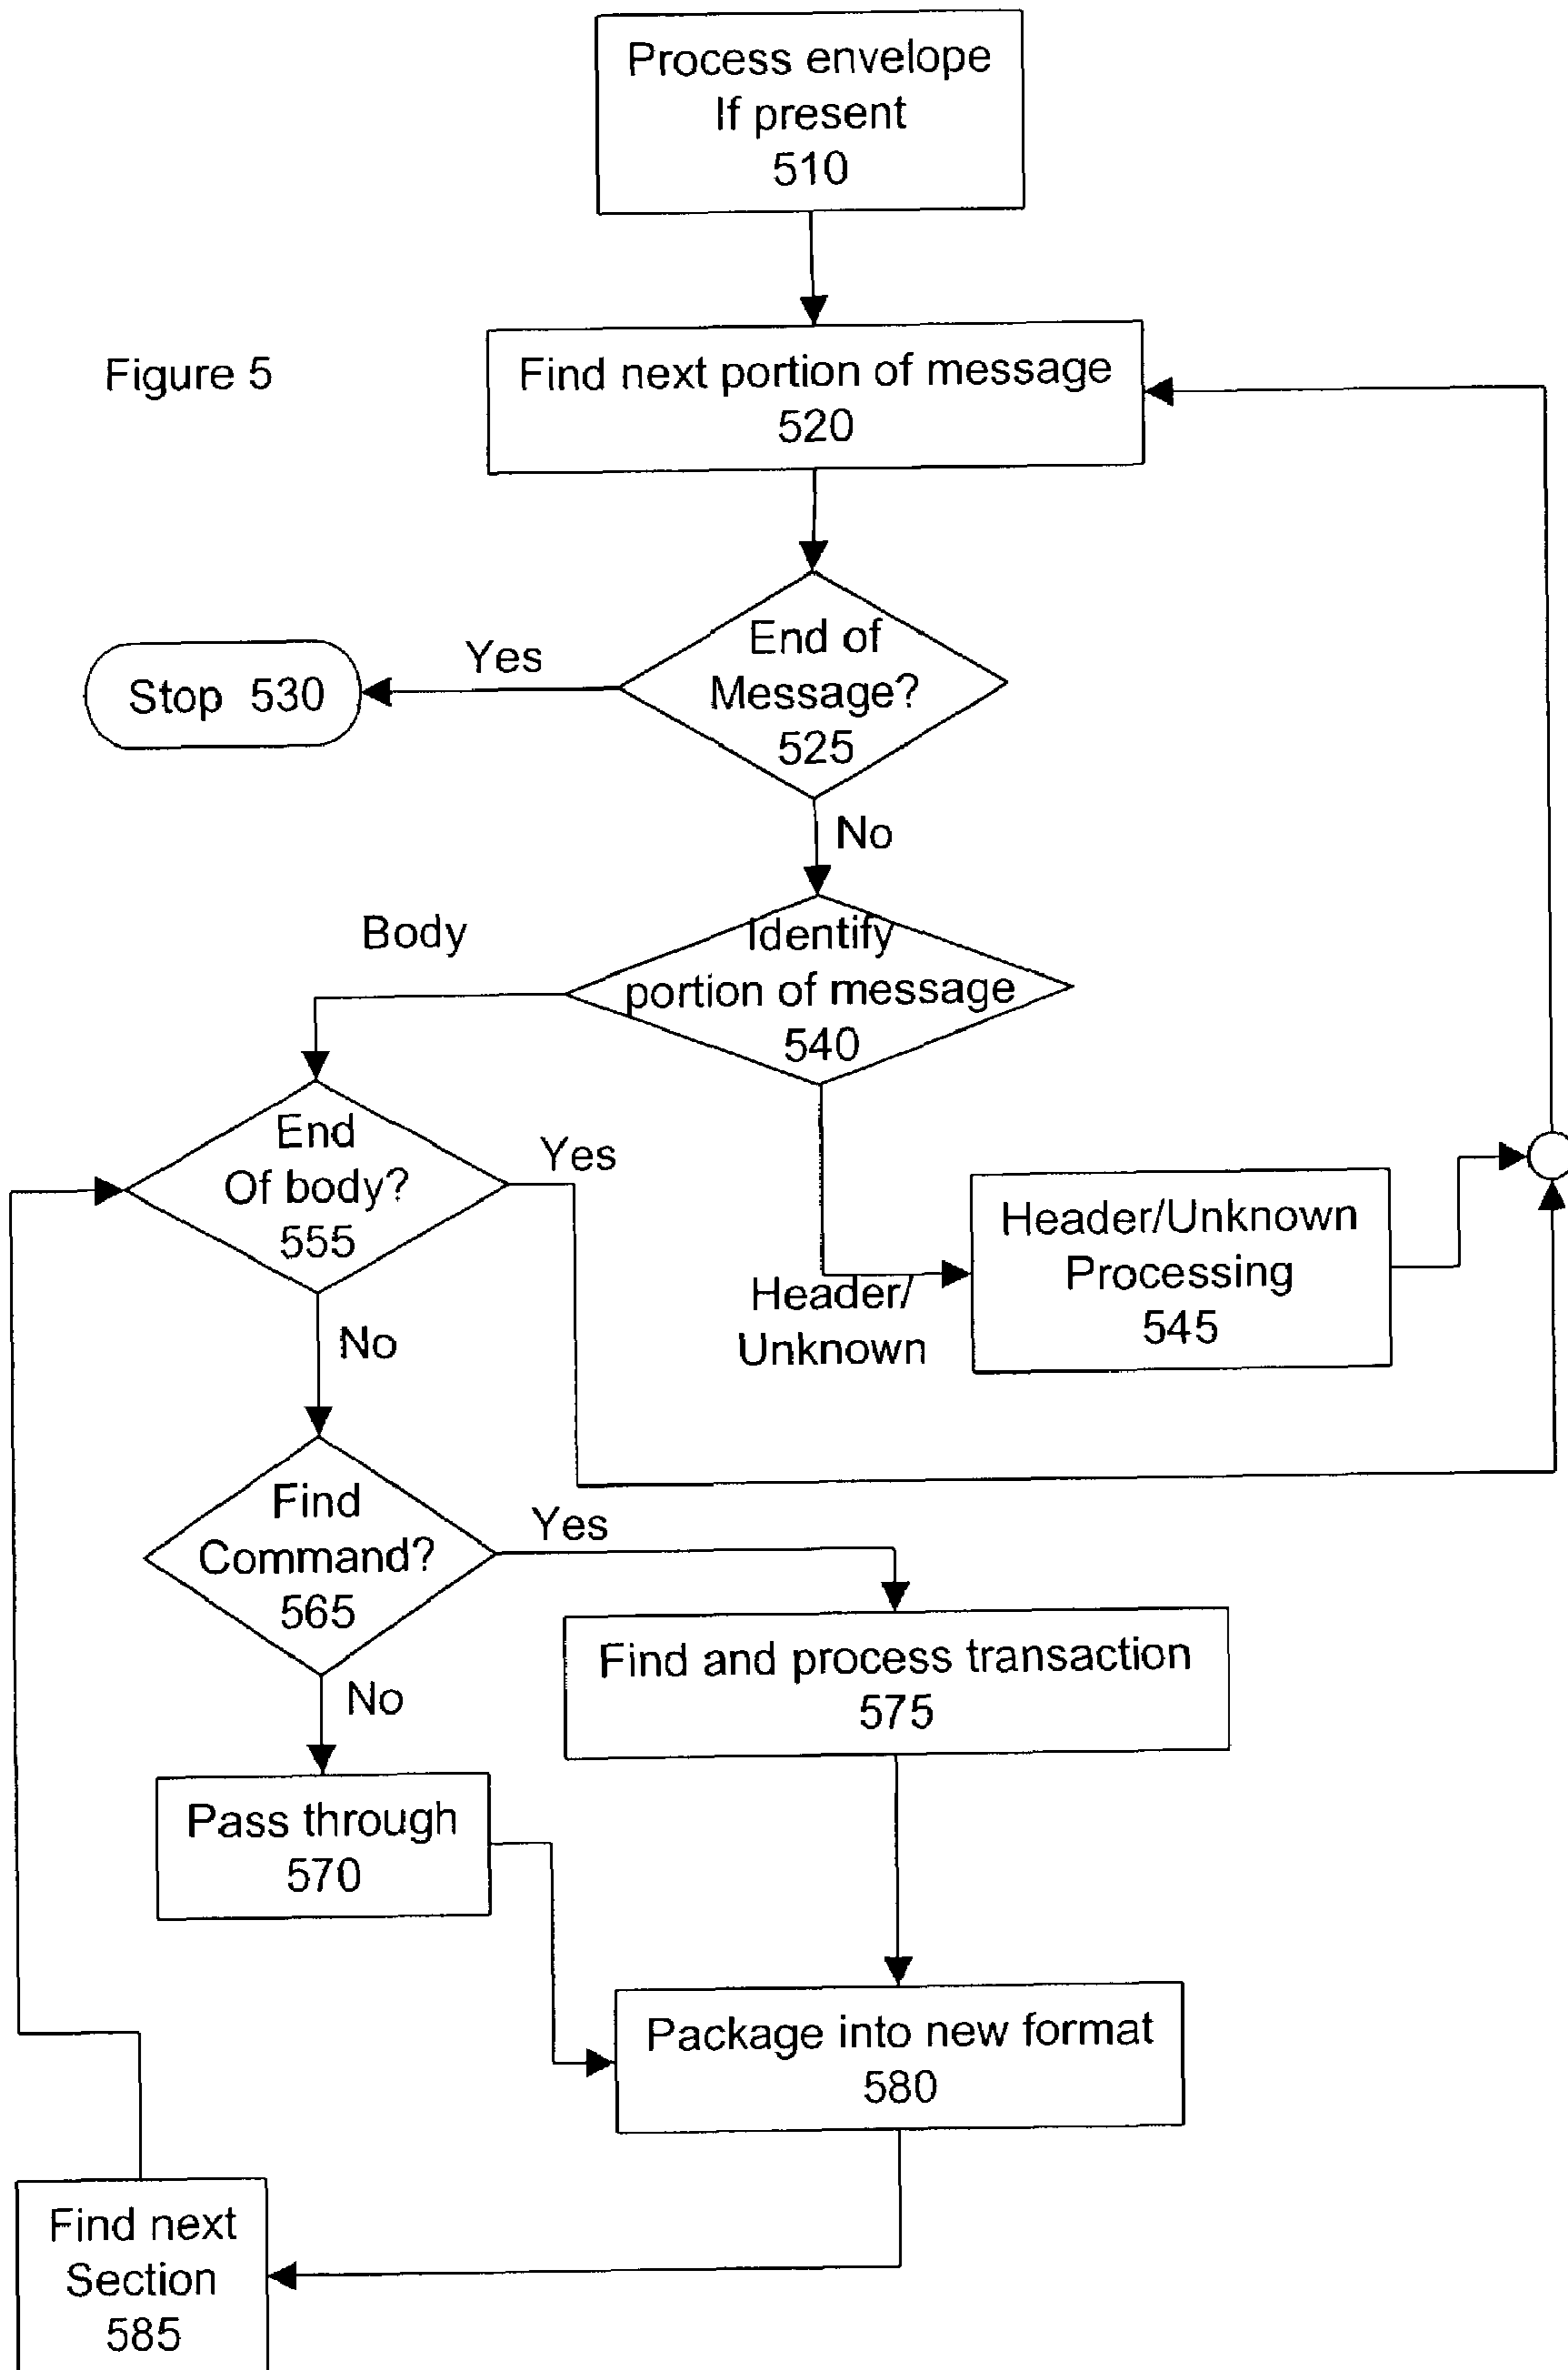 Process envelope
If present
510
Figure 5
Find next portion of message
520
End of
Message?
525
Yes
Stop 530
No
Identify
portion of message
540
Body
End
Of body?
555
Yes
Header/
Unknown
Header/Unknown
Processing
545
No
Find
Command?
565
Yes
Find and process transaction
575
No
Pass through
570
Package into new format
580
Find next
Section
585